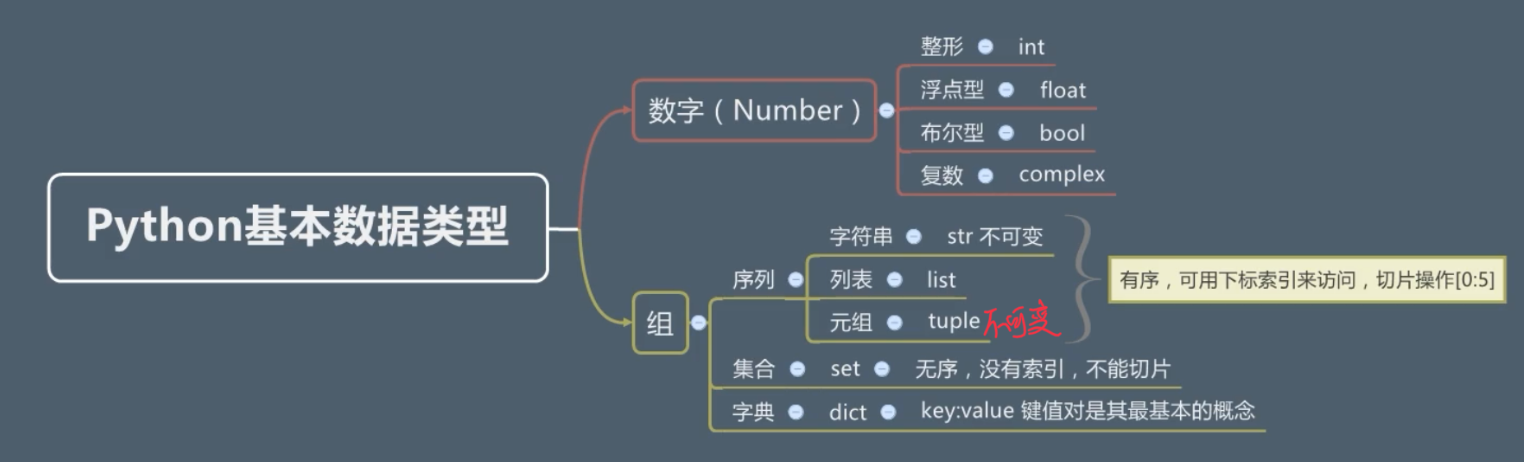 Python基本数据类型
数字（Number）
整形 int
浮点型 float
布尔型 bool
复数 complex
组
序列
字符串 str 不可变
列表 list
元组 tuple 不可变
有序，可用下标索引来访问，切片操作[0:5]
集合 set 无序，没有索引，不能切片
字典 dict key:value 键值对是其最基本的概念